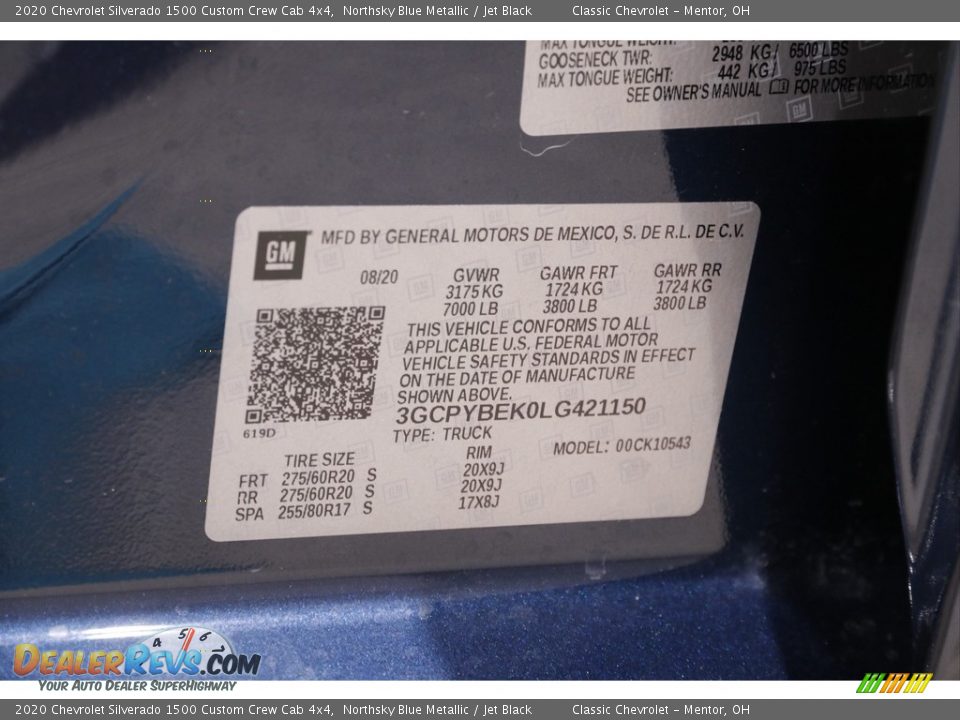 2020 Chevrolet Silverado 1500 Custom Crew Cab 4x4, Northsky Blue Metallic / Jet Black Classic Chevrolet – Mentor, OH
MAX TONGUE WEIGHT:
GOOSENECK TWR: 2948 KG/ 6500 LBS
MAX TONGUE WEIGHT: 442 KG/ 975 LBS
SEE OWNER'S MANUAL FOR MORE INFORMATION
GM MFD BY GENERAL MOTORS DE MEXICO, S. DE R.L. DE C.V.
08/20 GVWR GAWR FRT GAWR RR
3175 KG 1724 KG 1724 KG
7000 LB 3800 LB 3800 LB
THIS VEHICLE CONFORMS TO ALL
APPLICABLE U.S. FEDERAL MOTOR
VEHICLE SAFETY STANDARDS IN EFFECT
ON THE DATE OF MANUFACTURE
SHOWN ABOVE.
3GCPYBEK0LG421150
619D
TYPE: TRUCK MODEL: 00CK10543
TIRE SIZE RIM
FRT 275/60R20 S 20X9J
RR 275/60R20 S 20X9J
SPA 255/80R17 S 17X8J
4 5 6
DealerRevs.com
Your Auto Dealer SuperHighway
2020 Chevrolet Silverado 1500 Custom Crew Cab 4x4, Northsky Blue Metallic / Jet Black Classic Chevrolet – Mentor, OH